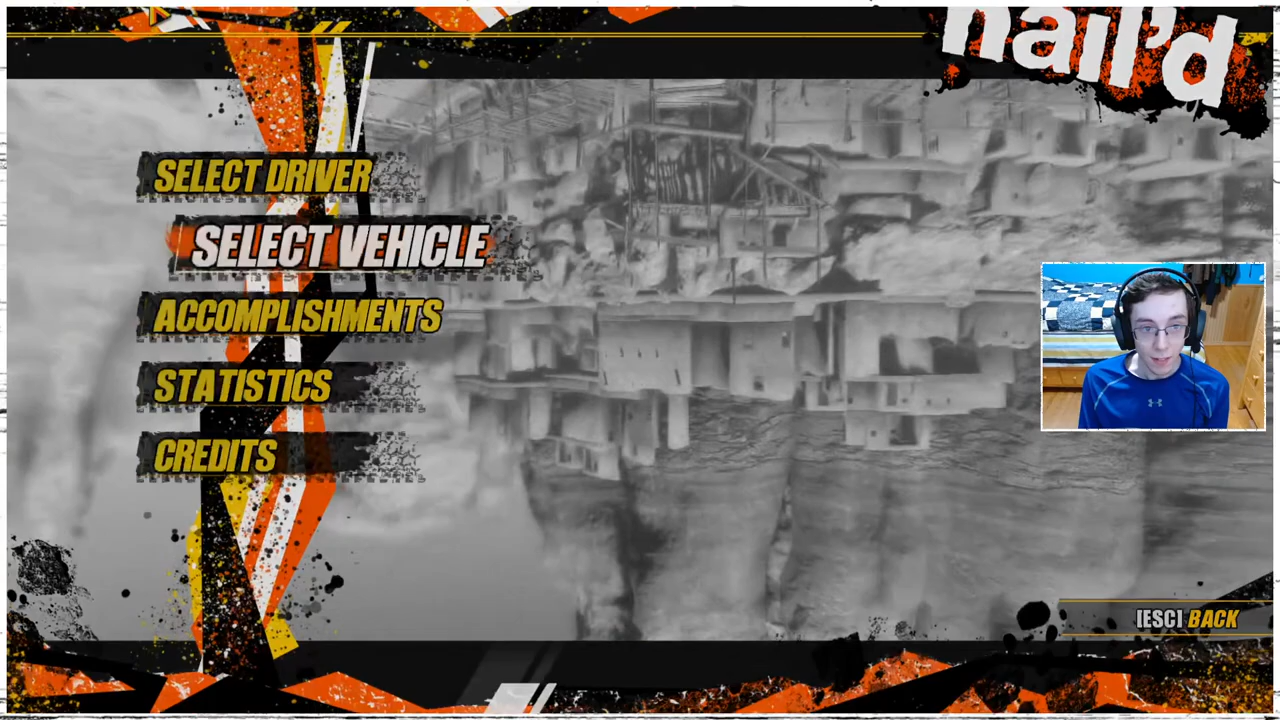 nail'd
SELECT DRIVER
SELECT VEHICLE
ACCOMPLISHMENTS
STATISTICS
CREDITS
[ESC] BACK